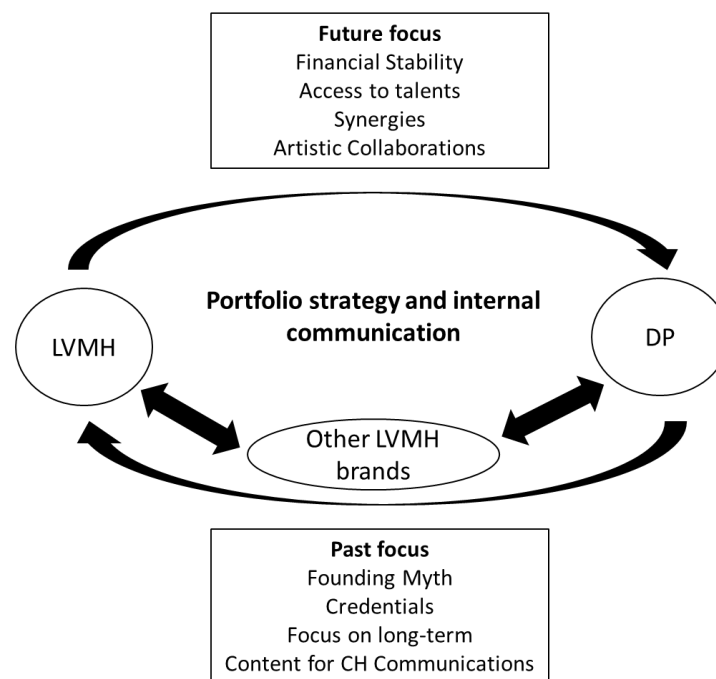 Future focus
Financial Stability
Access to talents
Synergies
Artistic Collaborations
Portfolio strategy and internal
communication
LVMH
DP
Other LVMH
brands
Past focus
Founding Myth
Credentials
Focus on long-term
Content for CH Communications